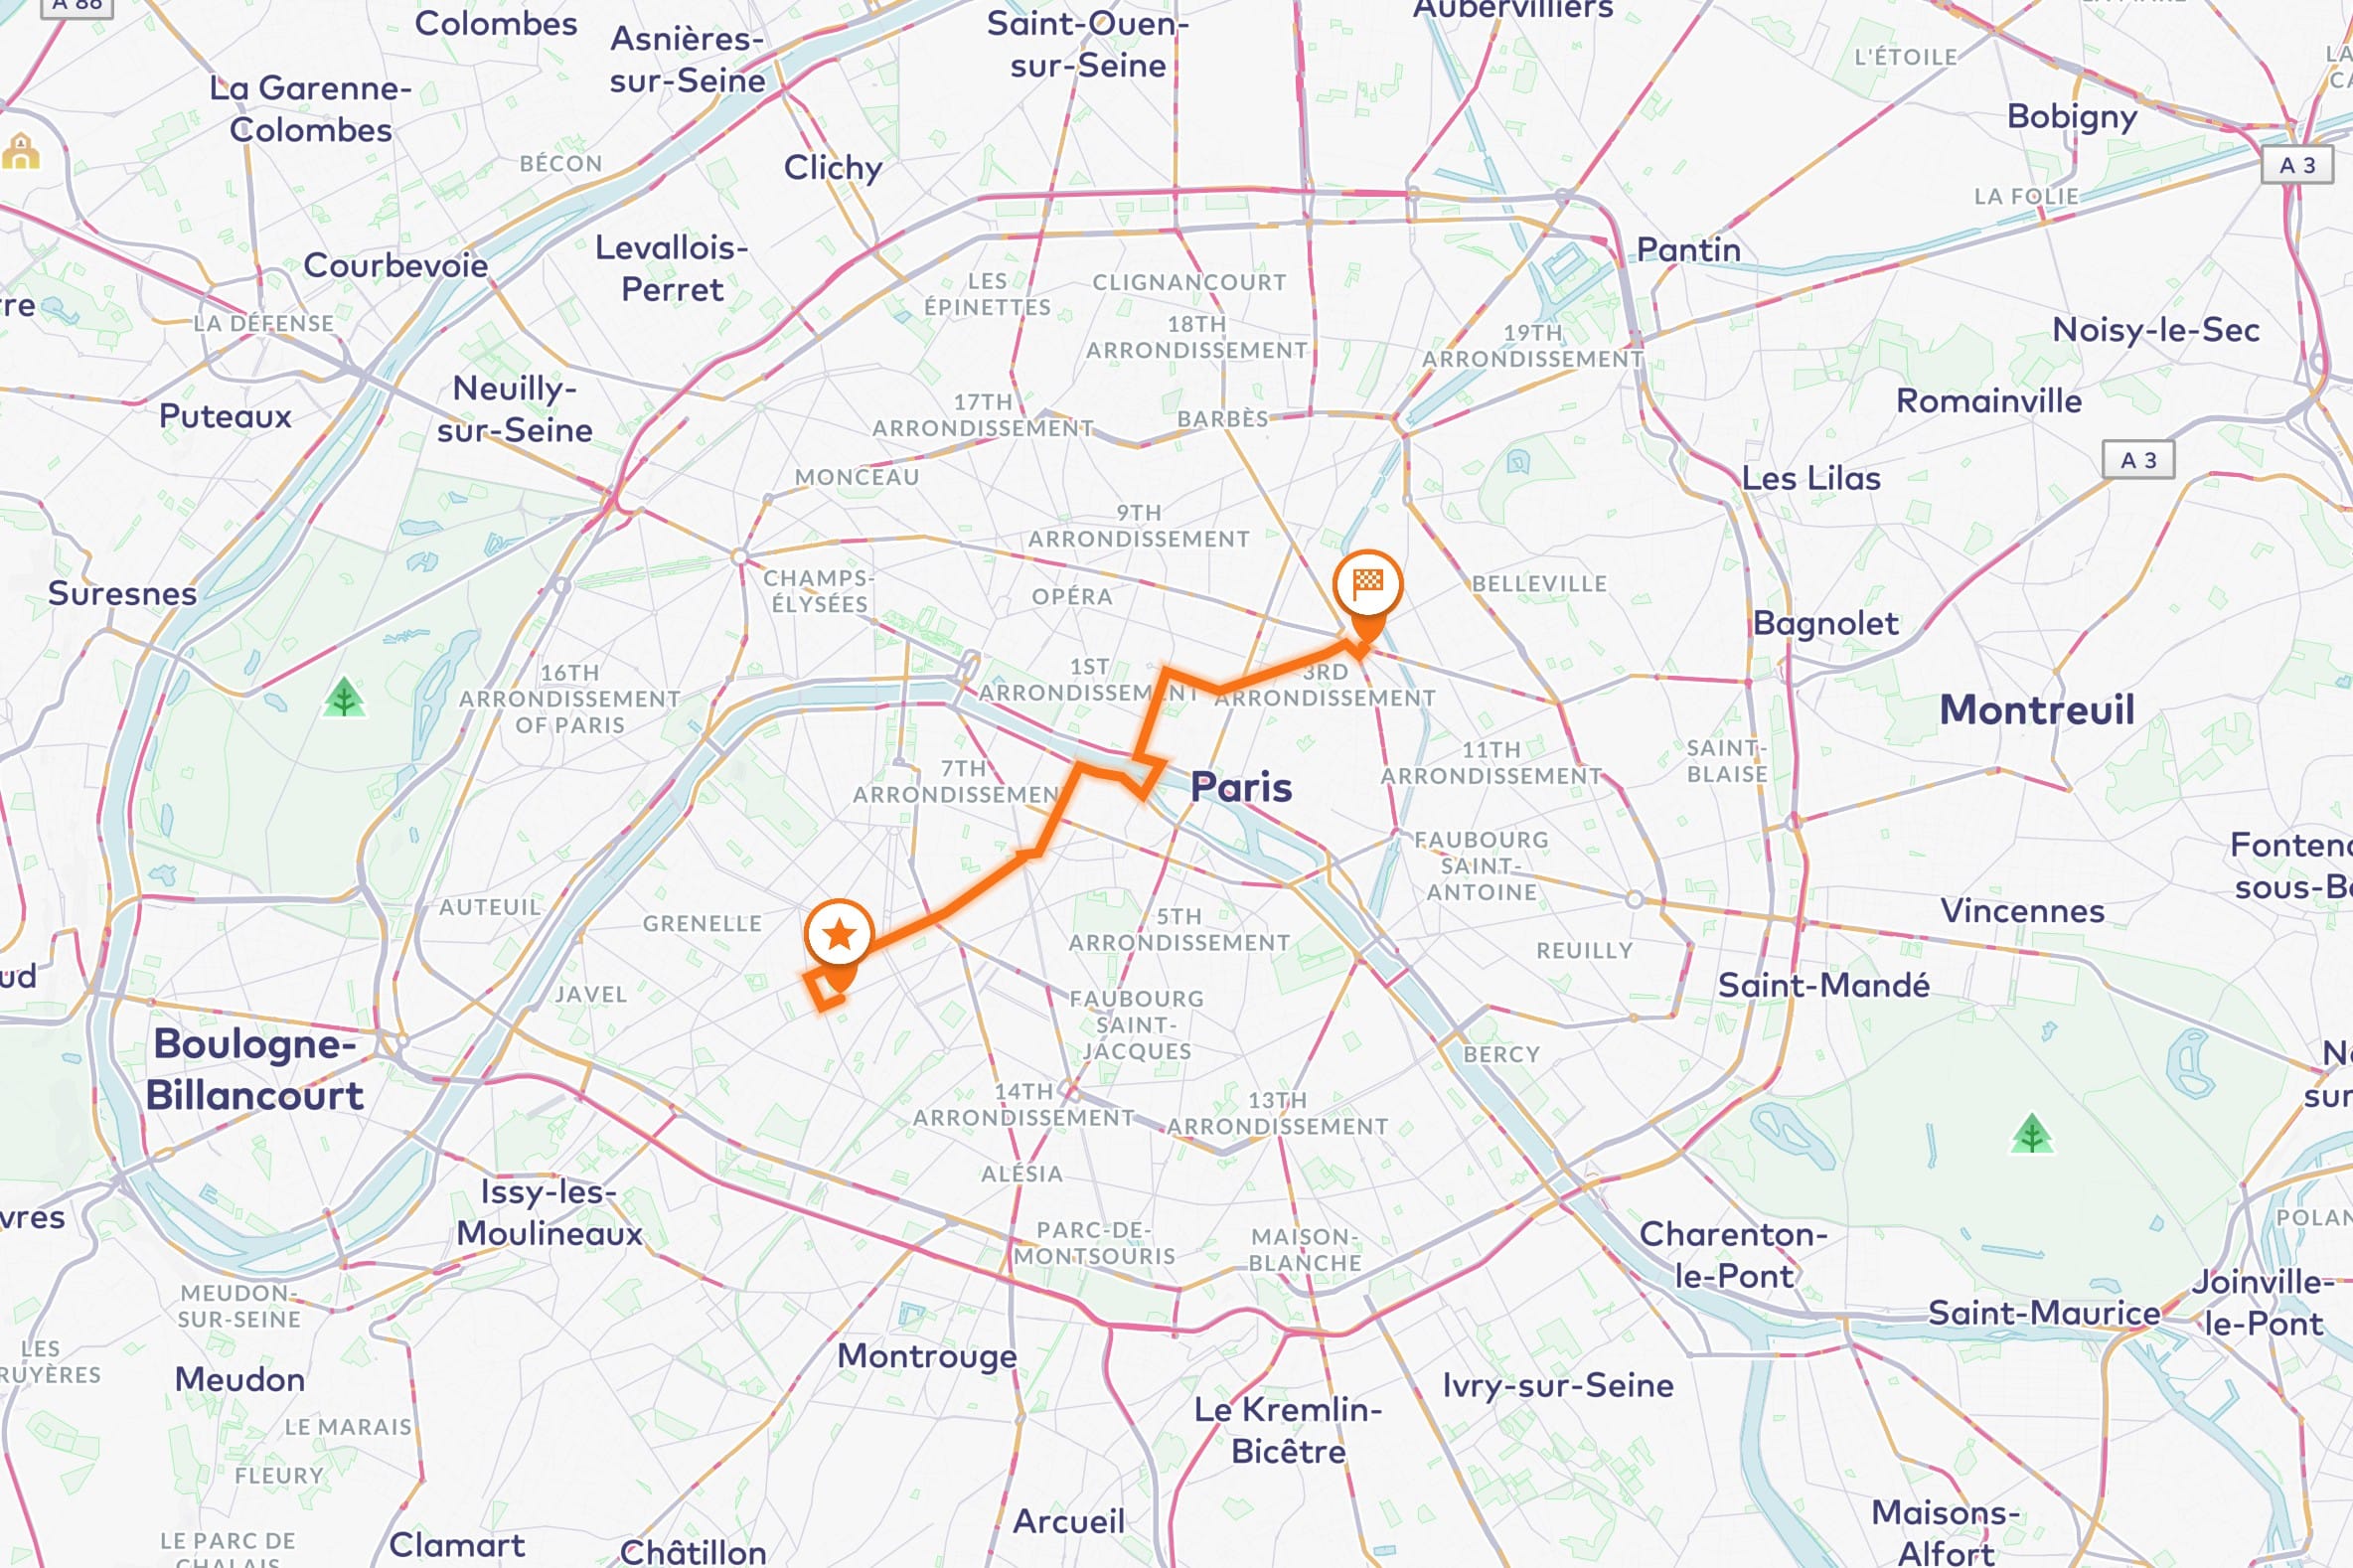 A 86
Colombes
Asnières-
sur-Seine
Saint-Ouen-
sur-Seine
Aubervilliers
L'ÉTOILE
La Garenne-
Colombes
Bobigny
BÉCON
Clichy
A 3
LA FOLIE
Courbevoie
Levallois-
Perret
Pantin
LES
ÉPINETTES
CLIGNANCOURT
LA DÉFENSE
18TH
ARRONDISSEMENT
19TH
ARRONDISSEMENT
Noisy-le-Sec
Neuilly-
sur-Seine
Puteaux
17TH
ARRONDISSEMENT
BARBÈS
Romainville
MONCEAU
A 3
Les Lilas
9TH
ARRONDISSEMENT
Suresnes
CHAMPS-
ÉLYSÉES
OPÉRA
BELLEVILLE
Bagnolet
16TH
ARRONDISSEMENT
OF PARIS
1ST
ARRONDISSEMENT
3RD
ARRONDISSEMENT
Montreuil
7TH
ARRONDISSEMEN
Paris
11TH
ARRONDISSEMENT
SAINT-
BLAISE
FAUBOURG
SAINT-
ANTOINE
Fonten
sous-B
AUTEUIL
GRENELLE
5TH
ARRONDISSEMENT
Vincennes
REUILLY
ud
JAVEL
FAUBOURG
SAINT-
JACQUES
Saint-Mandé
Boulogne-
Billancourt
BERCY
14TH
ARRONDISSEMENT
13TH
ARRONDISSEMENT
N
sur
ALÉSIA
vres
Issy-les-
Moulineaux
PARC-DE-
MONTSOURIS
MAISON-
BLANCHE
Charenton-
le-Pont
POLAN
MEUDON-
SUR-SEINE
Joinville-
le-Pont
Saint-Maurice
LES
RUYÈRES
Meudon
Montrouge
Ivry-sur-Seine
LE MARAIS
Le Kremlin-
Bicêtre
FLEURY
Arcueil
Maisons-
Alfort
LE PARC DE
CHALAIS
Clamart
Châtillon